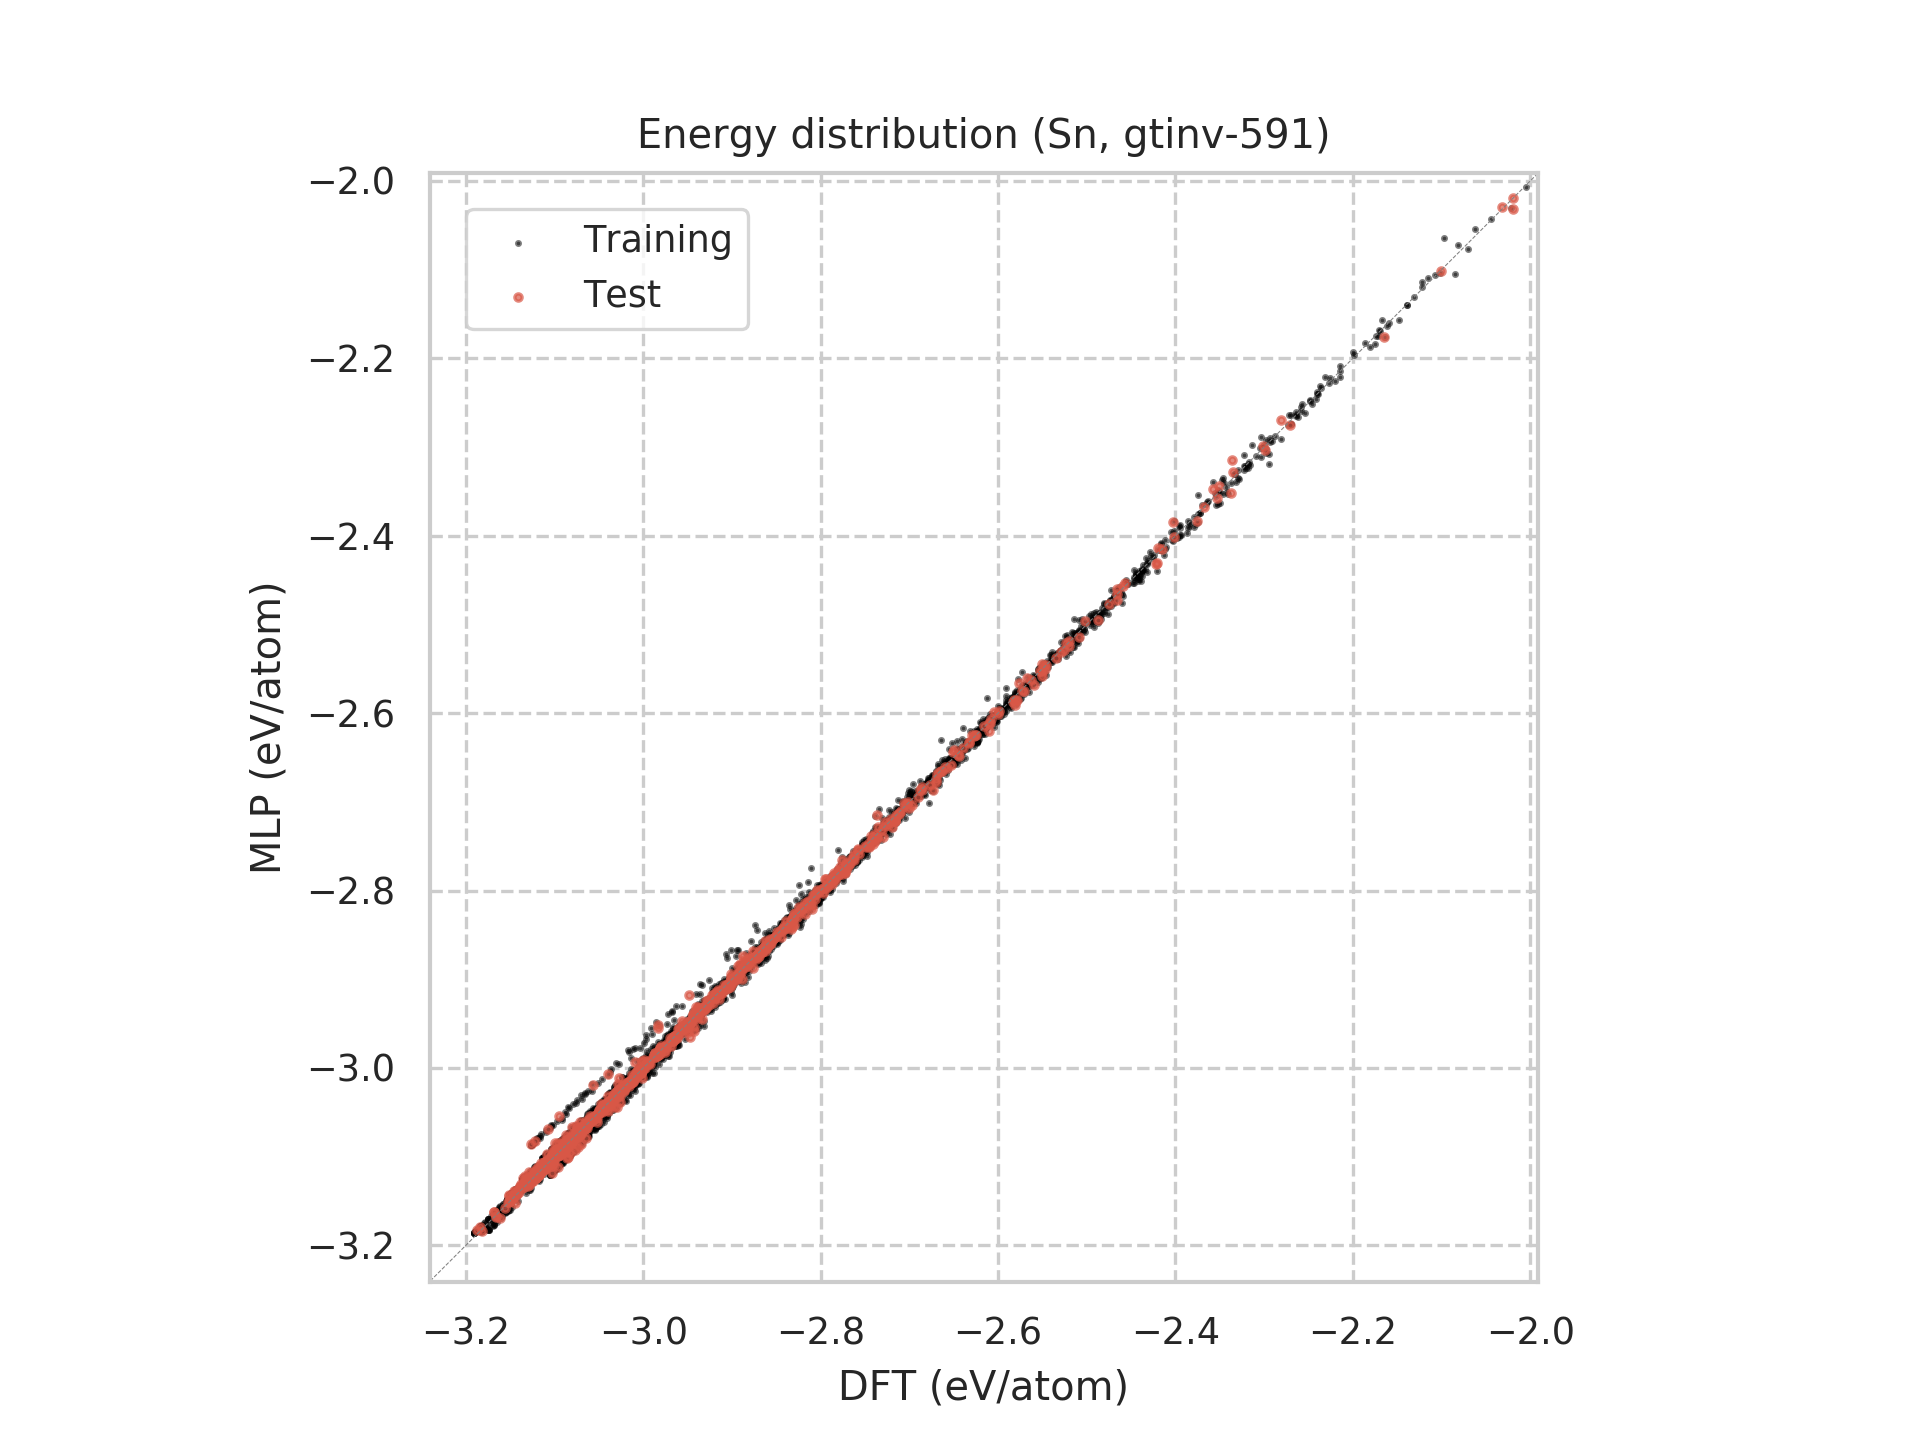 Energy distribution (Sn, gtinv-591)
−2.0
−2.2
−2.4
−2.6
−2.8
−3.0
−3.2
MLP (eV/atom)
Training
Test
−3.2 −3.0 −2.8 −2.6 −2.4 −2.2 −2.0
DFT (eV/atom)